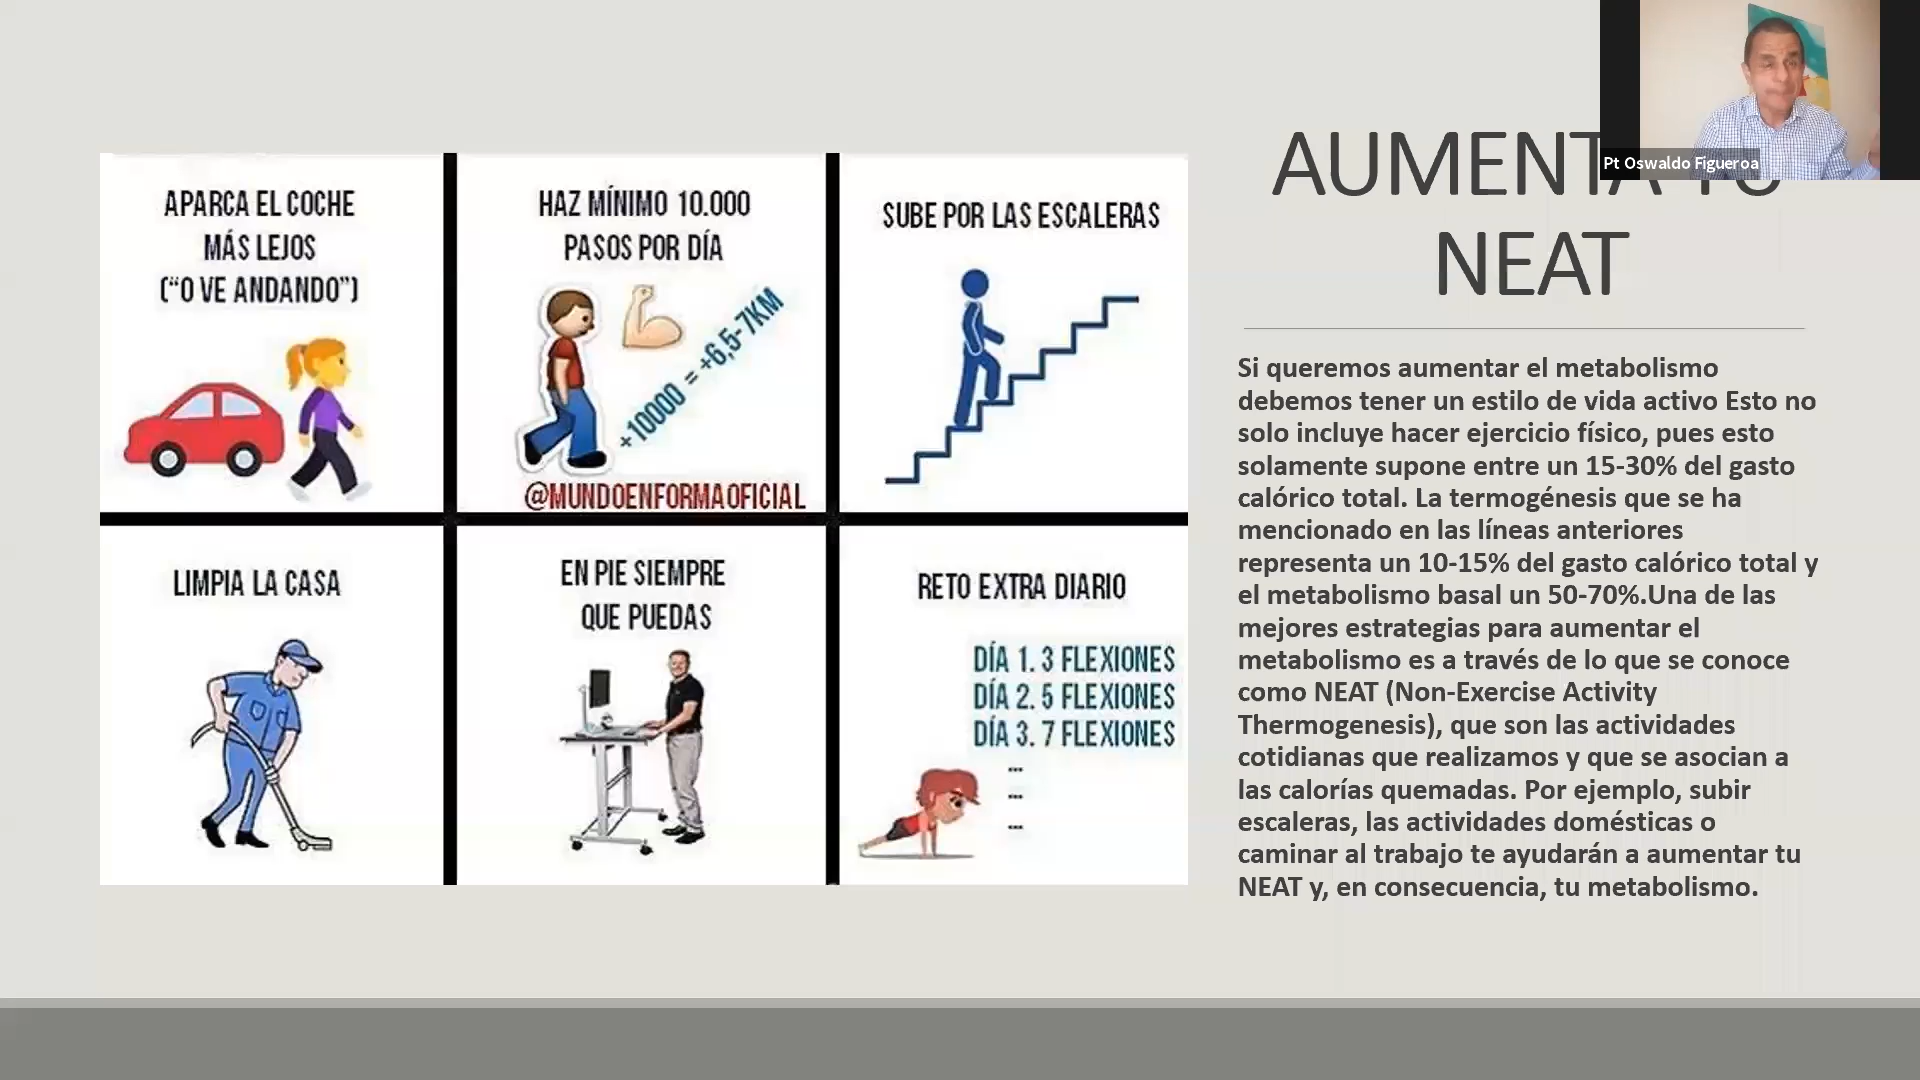 APARCA EL COCHE
MÁS LEJOS
("O VE ANDANDO")
HAZ MÍNIMO 10.000
PASOS POR DÍA
+10000 = +6,5-7KM
@MUNDOENFORMAOFICIAL
SUBE POR LAS ESCALERAS
LIMPIA LA CASA
EN PIE SIEMPRE
QUE PUEDAS
RETO EXTRA DIARIO
DÍA 1. 3 FLEXIONES
DÍA 2. 5 FLEXIONES
DÍA 3. 7 FLEXIONES
...
...
...
Pt Oswaldo Figueroa
AUMENTA TU
NEAT
Si queremos aumentar el metabolismo
debemos tener un estilo de vida activo Esto no
solo incluye hacer ejercicio físico, pues esto
solamente supone entre un 15-30% del gasto
calórico total. La termogénesis que se ha
mencionado en las líneas anteriores
representa un 10-15% del gasto calórico total y
el metabolismo basal un 50-70%.Una de las
mejores estrategias para aumentar el
metabolismo es a través de lo que se conoce
como NEAT (Non-Exercise Activity
Thermogenesis), que son las actividades
cotidianas que realizamos y que se asocian a
las calorías quemadas. Por ejemplo, subir
escaleras, las actividades domésticas o
caminar al trabajo te ayudarán a aumentar tu
NEAT y, en consecuencia, tu metabolismo.